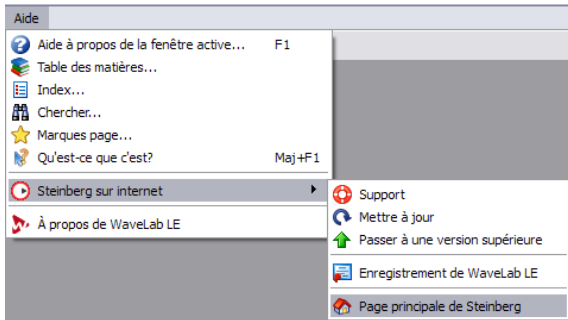 Aide
Aide à propos de la fenêtre active... F1
Table des matières...
Index...
Chercher...
Marques page...
Qu'est-ce que c'est? Maj+F1
Steinberg sur internet
À propos de WaveLab LE
Support
Mettre à jour
Passer à une version supérieure
Enregistrement de WaveLab LE
Page principale de Steinberg